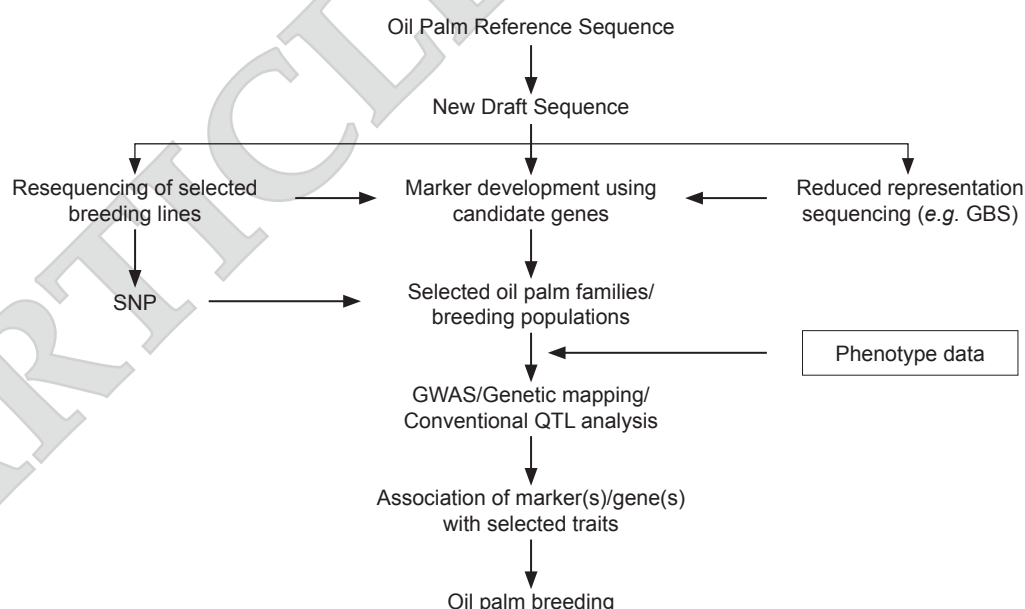 Oil Palm Reference Sequence
New Draft Sequence
Resequencing of selected
breeding lines
Marker development using
candidate genes
Reduced representation
sequencing (e.g. GBS)
SNP
Selected oil palm families/
breeding populations
Phenotype data
GWAS/Genetic mapping/
Conventional QTL analysis
Association of marker(s)/gene(s)
with selected traits
Oil palm breeding
RTICLE